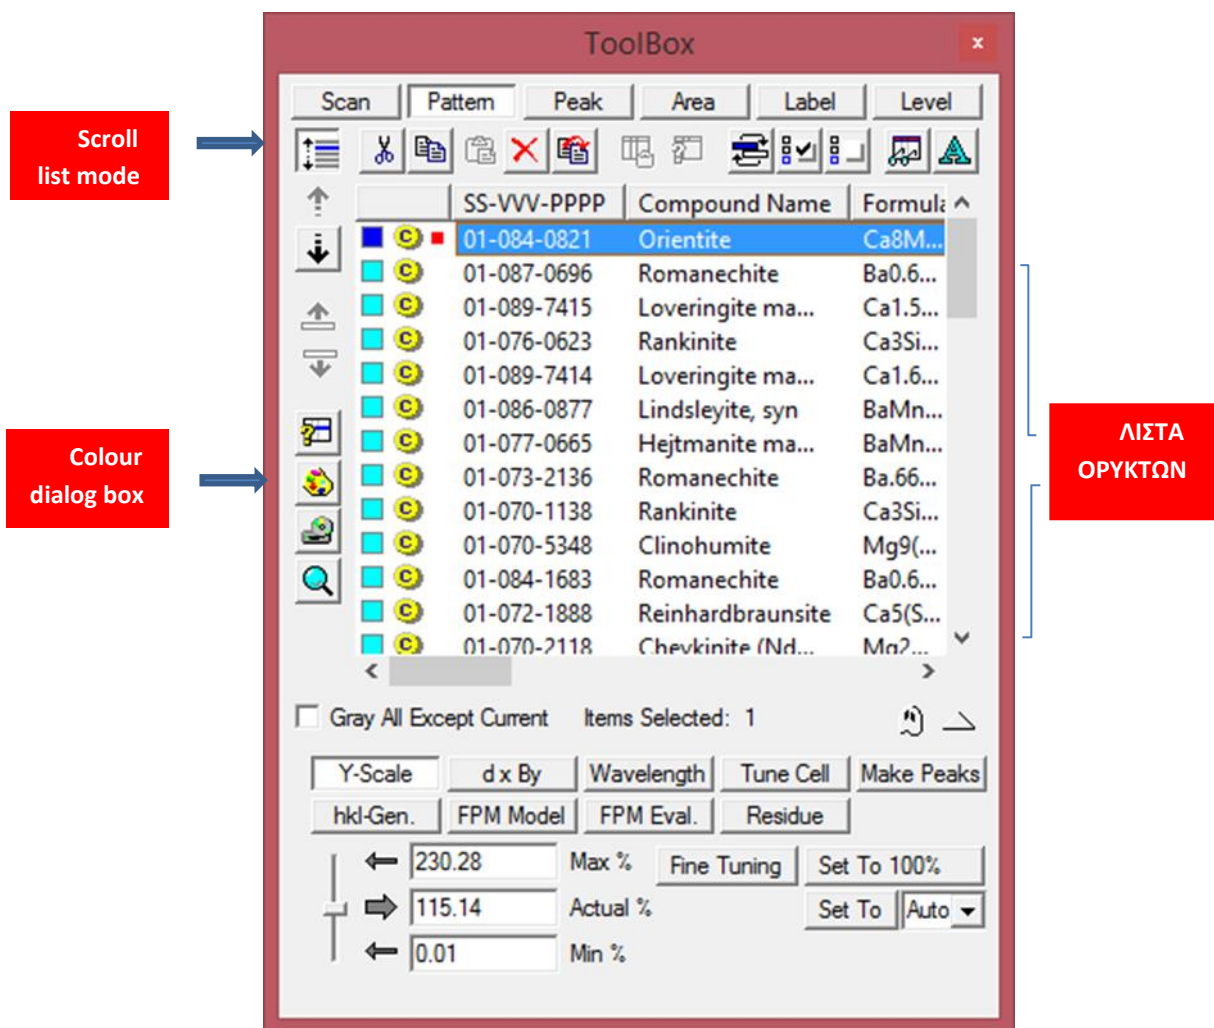 ToolBox
x
Scan Pattern Peak Area Label Level
Scroll
list mode
SS-VVV-PPPP Compound Name Formula
C 01-084-0821 Orientite Ca8M...
C 01-087-0696 Romanechite Ba0.6...
C 01-089-7415 Loveringite ma... Ca1.5...
C 01-076-0623 Rankinite Ca3Si...
C 01-089-7414 Loveringite ma... Ca1.6...
C 01-086-0877 Lindsleyite, syn BaMn...
C 01-077-0665 Hejtmanite ma... BaMn...
C 01-073-2136 Romanechite Ba.66...
C 01-070-1138 Rankinite Ca3Si...
C 01-070-5348 Clinohumite Mg9(...
C 01-084-1683 Romanechite Ba0.6...
C 01-072-1888 Reinhardbraunsite Ca5(S...
C 01-070-2118 Chevkinite (Nd... Mg2...
Colour
dialog box
ΛΙΣΤΑ
ΟΡΥΚΤΩΝ
Gray All Except Current Items Selected: 1
Y-Scale d x By Wavelength Tune Cell Make Peaks
hkl-Gen. FPM Model FPM Eval. Residue
230.28 Max % Fine Tuning Set To 100%
115.14 Actual % Set To Auto
0.01 Min %